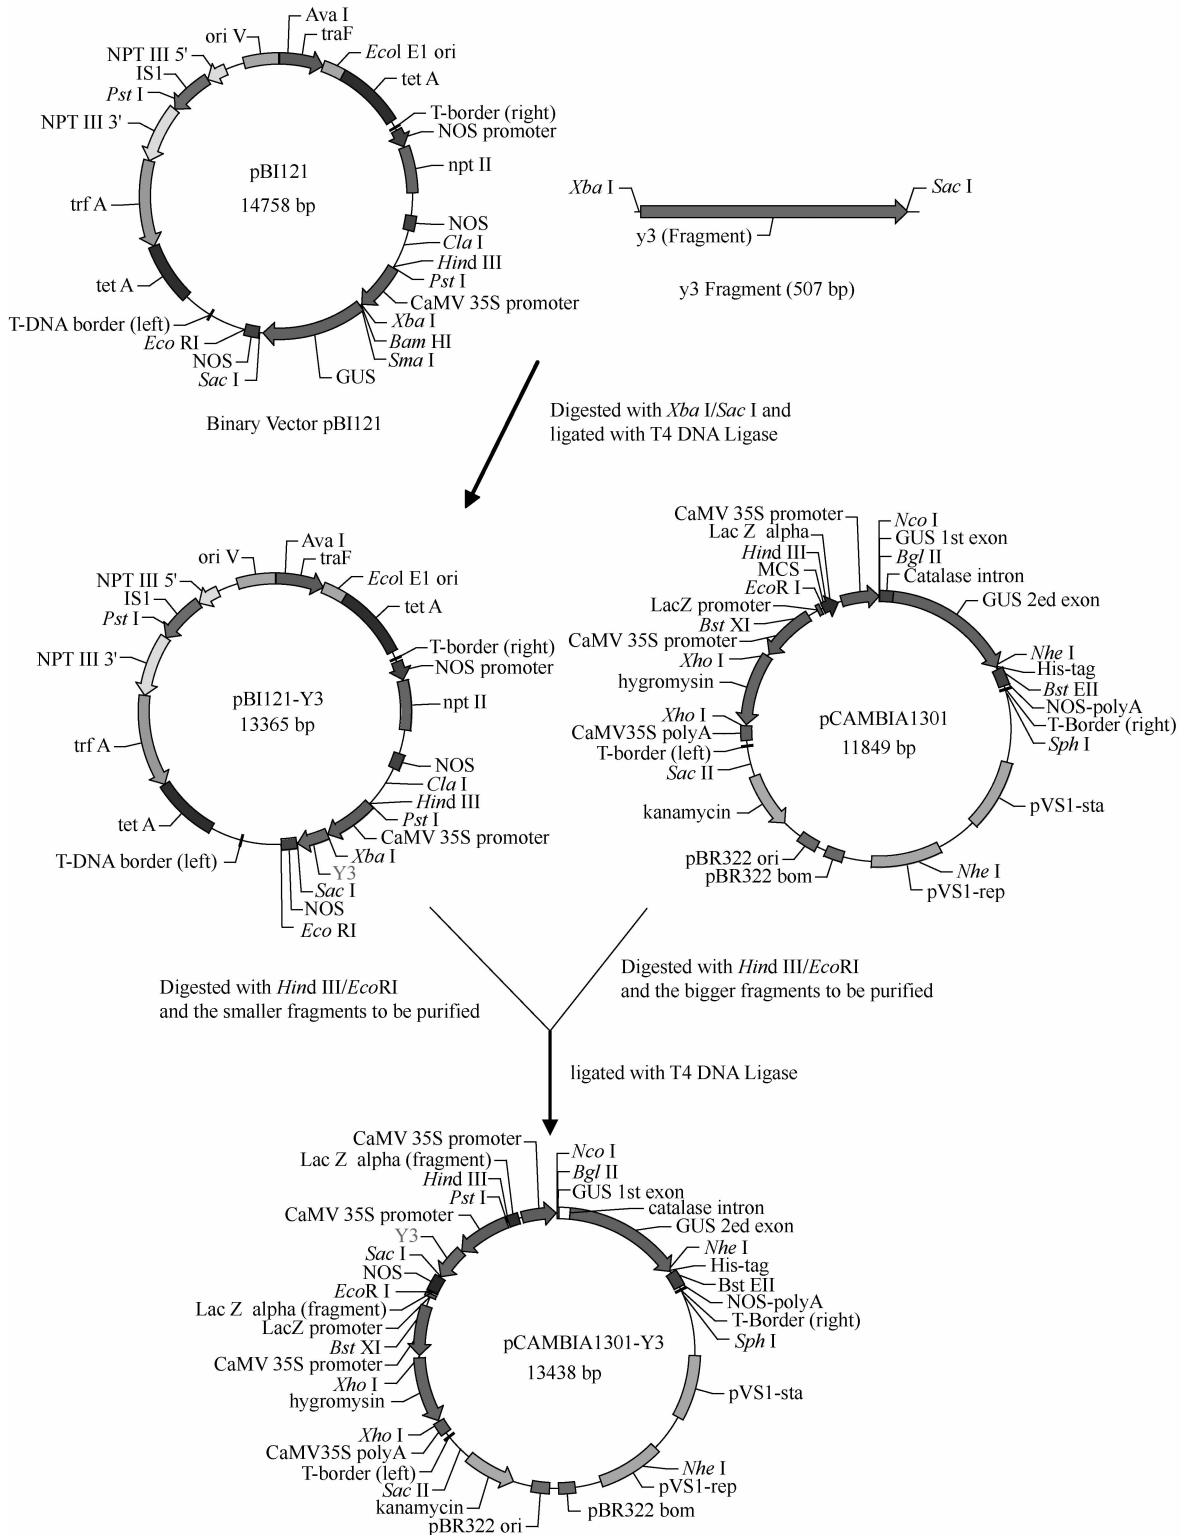 Ava I
traF
ori V
EcoI E1 ori
NPT III 5'
IS1
tet A
Pst I
T-border (right)
NOS promoter
NPT III 3'
npt II
pBI121
14758 bp
trf A
NOS
Cla I
Hind III
Pst I
tet A
CaMV 35S promoter
T-DNA border (left)
Xba I
Eco RI
Bam HI
NOS
Sma I
Sac I
GUS
Binary Vector pBI121
Xba I
Sac I
y3 (Fragment)
y3 Fragment (507 bp)
Digested with Xba I/Sac I and
ligated with T4 DNA Ligase
Ava I
traF
ori V
EcoI E1 ori
NPT III 5'
IS1
tet A
Pst I
T-border (right)
NOS promoter
NPT III 3'
npt II
pBI121-Y3
13365 bp
trf A
NOS
Cla I
Hind III
Pst I
tet A
CaMV 35S promoter
T-DNA border (left)
Xba I
Y3
Sac I
NOS
Eco RI
CaMV 35S promoter
Nco I
Lac Z alpha
GUS 1st exon
Hind III
Bgl II
MCS
Catalase intron
EcoR I
GUS 2ed exon
LacZ promoter
Bst XI
CaMV 35S promoter
Nhe I
Xho I
His-tag
hygromysin
Bst EII
NOS-polyA
Xho I
pCAMBIA1301
T-Border (right)
CaMV35S polyA
11849 bp
Sph I
T-border (left)
Sac II
kanamycin
pVS1-sta
pBR322 ori
Nhe I
pBR322 bom
pVS1-rep
Digested with Hind III/EcoRI
and the smaller fragments to be purified
Digested with Hind III/EcoRI
and the bigger fragments to be purified
ligated with T4 DNA Ligase
CaMV 35S promoter
Nco I
Lac Z alpha (fragment)
Bgl II
Hind III
GUS 1st exon
Pst I
catalase intron
CaMV 35S promoter
GUS 2ed exon
Y3
Nhe I
Sac I
His-tag
NOS
Bst EII
EcoR I
NOS-polyA
Lac Z alpha (fragment)
T-Border (right)
LacZ promoter
Sph I
Bst XI
pCAMBIA1301-Y3
CaMV 35S promoter
13438 bp
Xho I
pVS1-sta
hygromysin
Xho I
CaMV35S polyA
T-border (left)
Nhe I
Sac II
pVS1-rep
kanamycin
pBR322 bom
pBR322 ori